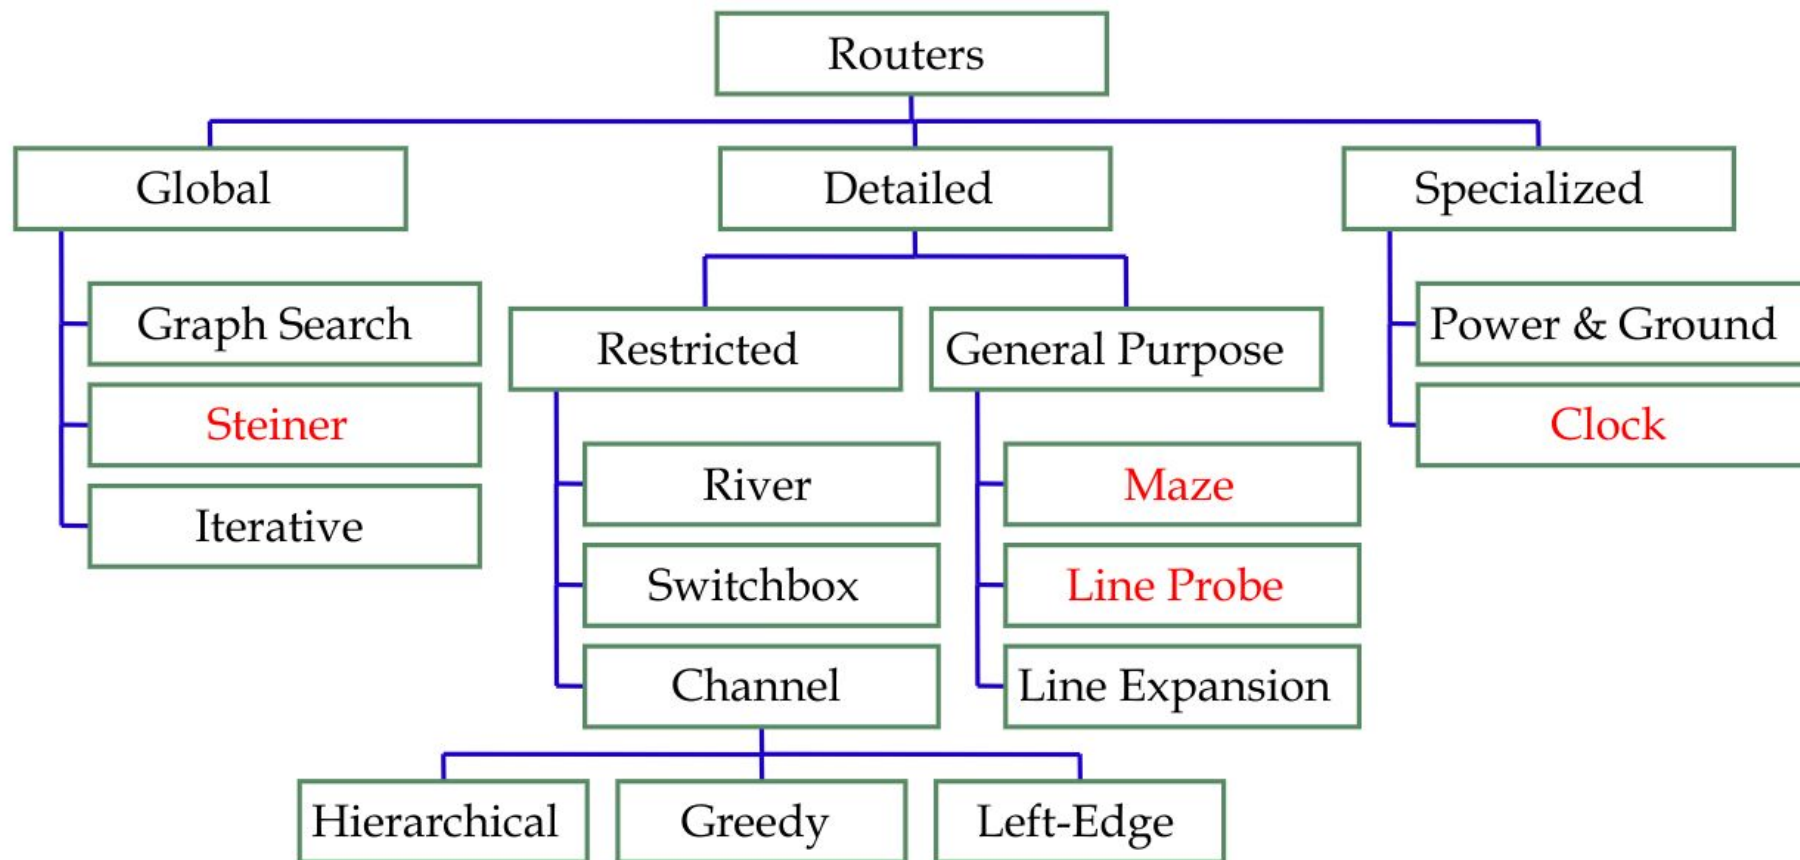 Routers
Global
Detailed
Specialized
Graph Search
Steiner
Iterative
Restricted
General Purpose
River
Switchbox
Channel
Maze
Line Probe
Line Expansion
Hierarchical
Greedy
Left-Edge
Power & Ground
Clock